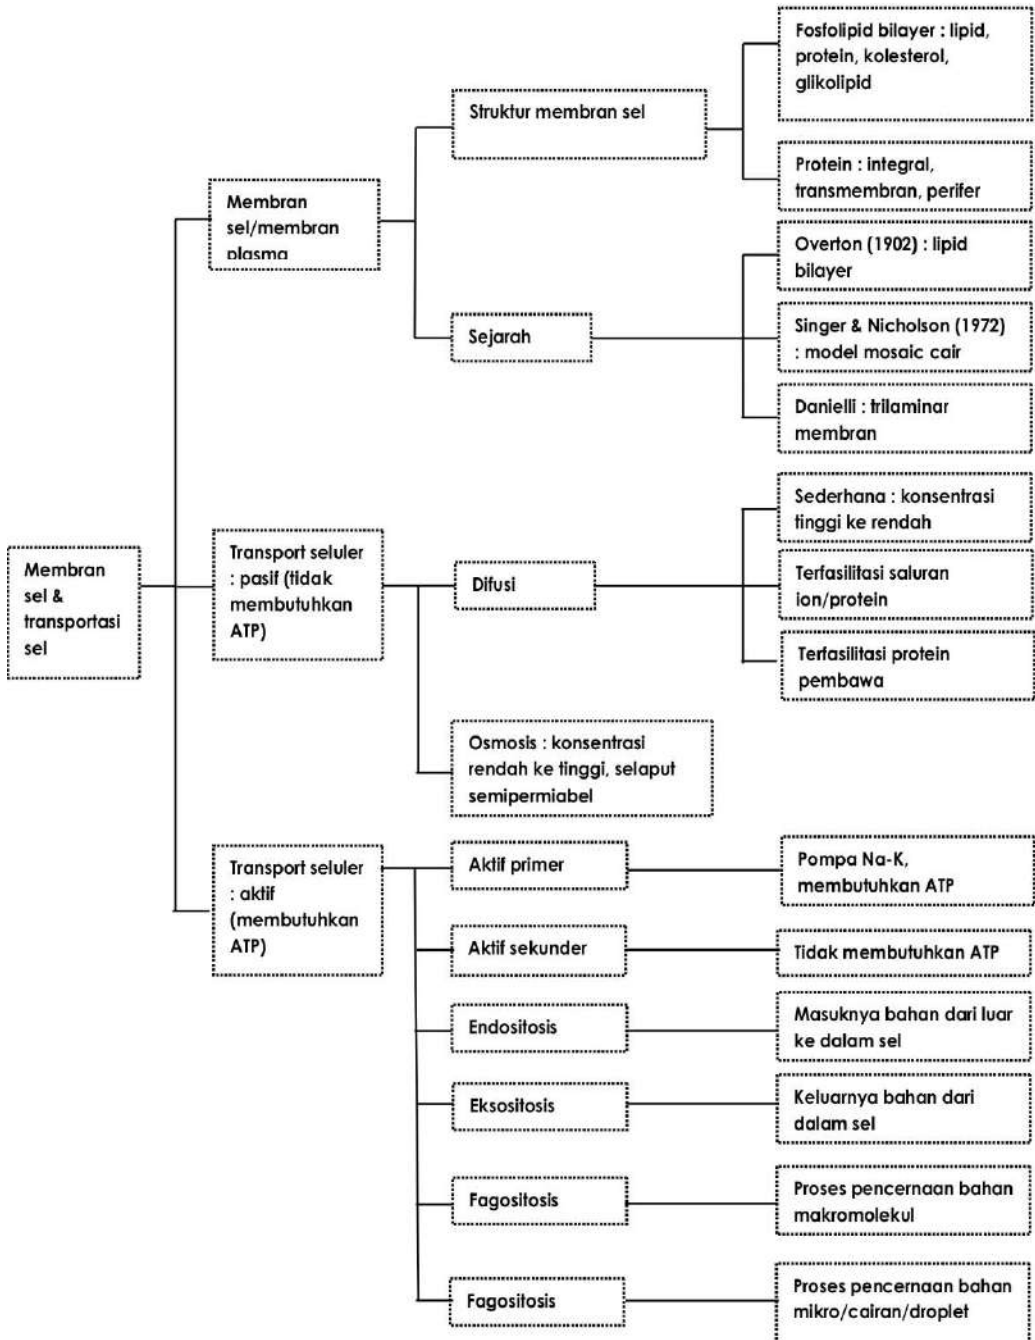 Membran
sel &
transportasi
sel
Membran
sel/membran
plasma
Struktur membran sel
Fosfolipid bilayer : lipid,
protein, kolesterol,
glikolipid
Protein : integral,
transmembran, perifer
Sejarah
Overton (1902) : lipid
bilayer
Singer & Nicholson (1972)
: model mosaic cair
Danielli : trilaminar
membran
Transport seluler
: pasif (tidak
membutuhkan
ATP)
Difusi
Sederhana : konsentrasi
tinggi ke rendah
Terfasilitasi saluran
ion/protein
Terfasilitasi protein
pembawa
Osmosis : konsentrasi
rendah ke tinggi, selaput
semipermiabel
Transport seluler
: aktif
(membutuhkan
ATP)
Aktif primer
Pompa Na-K,
membutuhkan ATP
Aktif sekunder
Tidak membutuhkan ATP
Endositosis
Masuknya bahan dari luar
ke dalam sel
Eksositosis
Keluarnya bahan dari
dalam sel
Fagositosis
Proses pencernaan bahan
makromolekul
Fagositosis
Proses pencernaan bahan
mikro/cairan/droplet